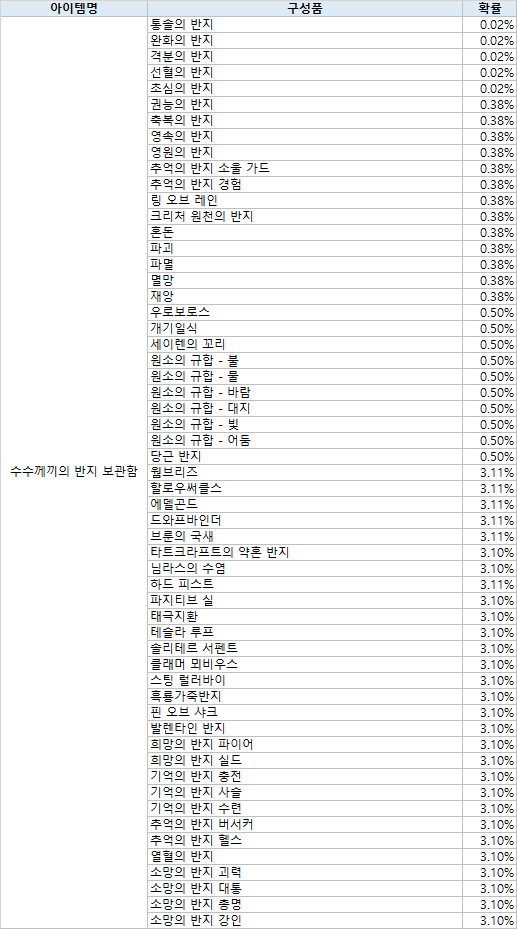 아이템명 구성품 확률
통솔의 반지 0.02%
완화의 반지 0.02%
격분의 반지 0.02%
선혈의 반지 0.02%
초심의 반지 0.02%
권능의 반지 0.38%
축복의 반지 0.38%
영속의 반지 0.38%
영원의 반지 0.38%
추억의 반지 소울 가드 0.38%
추억의 반지 경험 0.38%
링 오브 레인 0.38%
크리처 원천의 반지 0.38%
혼돈 0.38%
파괴 0.38%
파멸 0.38%
멸망 0.38%
재앙 0.38%
우로보로스 0.50%
개기일식 0.50%
세이렌의 꼬리 0.50%
원소의 규합 - 불 0.50%
원소의 규합 - 물 0.50%
원소의 규합 - 바람 0.50%
원소의 규합 - 대지 0.50%
원소의 규합 - 빛 0.50%
원소의 규합 - 어둠 0.50%
당근 반지 0.50%
수수께끼의 반지 보관함 웜브리즈 3.11%
할로우써클스 3.11%
에델곤드 3.11%
드와프바인더 3.11%
브룬의 국새 3.11%
타트크라프트의 약혼 반지 3.10%
님라스의 수염 3.10%
하드 피스트 3.11%
파지티브 실 3.10%
태극지환 3.10%
테슬라 루프 3.10%
솔리테르 서펜트 3.10%
클래머 뫼비우스 3.10%
스팅 럴러바이 3.10%
흑룡가죽반지 3.10%
핀 오브 샤크 3.10%
발렌타인 반지 3.10%
희망의 반지 파이어 3.10%
희망의 반지 실드 3.10%
기억의 반지 충전 3.10%
기억의 반지 사슬 3.10%
기억의 반지 수련 3.10%
추억의 반지 버서커 3.10%
추억의 반지 헬스 3.10%
열혈의 반지 3.10%
소망의 반지 괴력 3.10%
소망의 반지 대통 3.10%
소망의 반지 총명 3.10%
소망의 반지 강인 3.10%